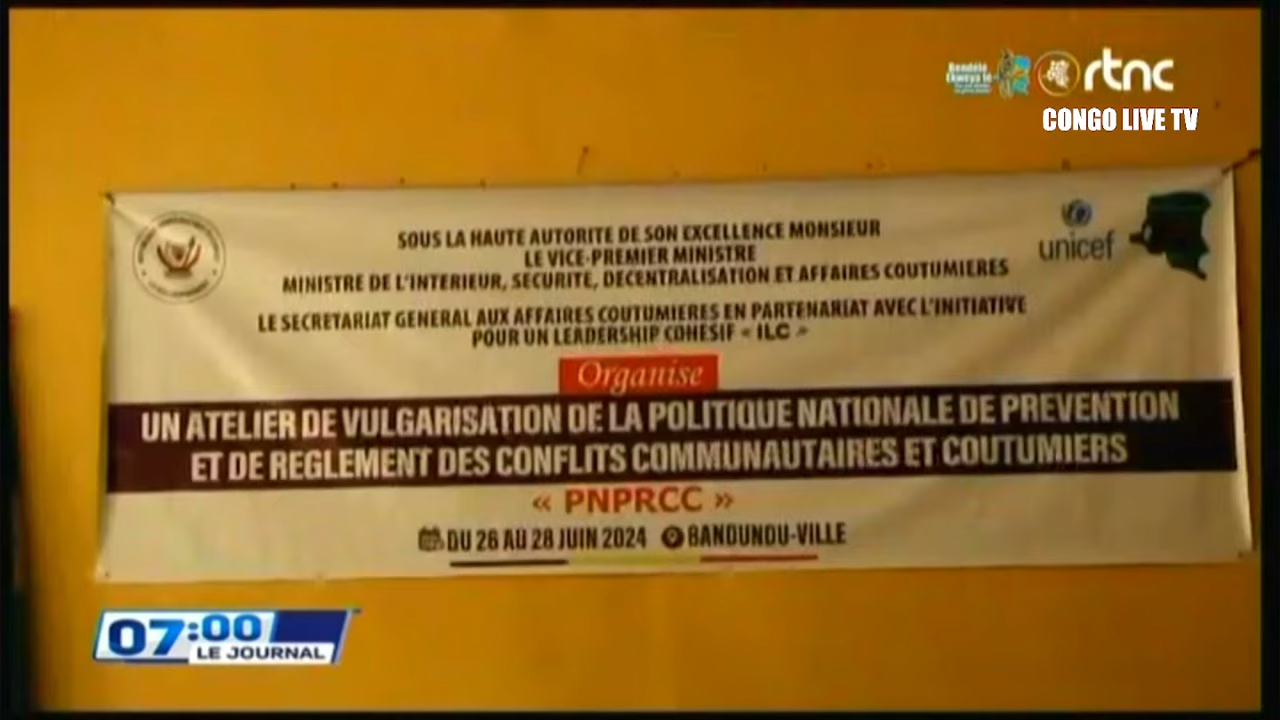 Bendele
Ekweya te
rtnc
CONGO LIVE TV
SOUS LA HAUTE AUTORITE DE SON EXCELLENCE MONSIEUR
LE VICE-PREMIER MINISTRE
MINISTRE DE L'INTERIEUR, SECURITE, DECENTRALISATION ET AFFAIRES COUTUMIERES
LE SECRETARIAT GENERAL AUX AFFAIRES COUTUMIERES EN PARTENARIAT AVEC L'INITIATIVE
POUR UN LEADERSHIP COHESIF « ILC »
unicef
Organise
UN ATELIER DE VULGARISATION DE LA POLITIQUE NATIONALE DE PREVENTION
ET DE REGLEMENT DES CONFLITS COMMUNAUTAIRES ET COUTUMIERS
« PNPRCC »
DU 26 AU 28 JUIN 2024 BANDUNDU-VILLE
07:00
LE JOURNAL